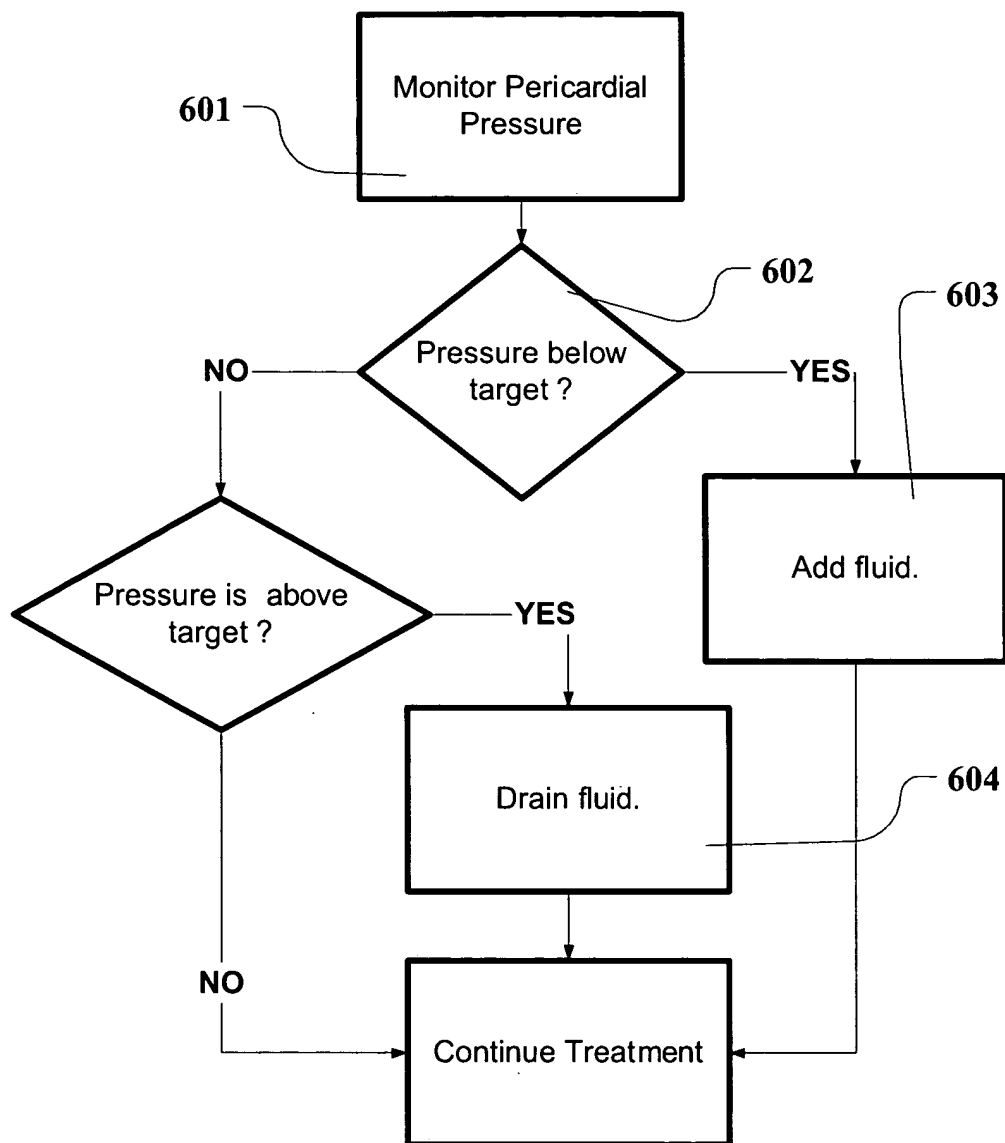 Monitor Pericardial
Pressure
601
602
603
Pressure below
target ?
NO
YES
Add fluid.
Pressure is above
target ?
YES
604
Drain fluid.
NO
Continue Treatment